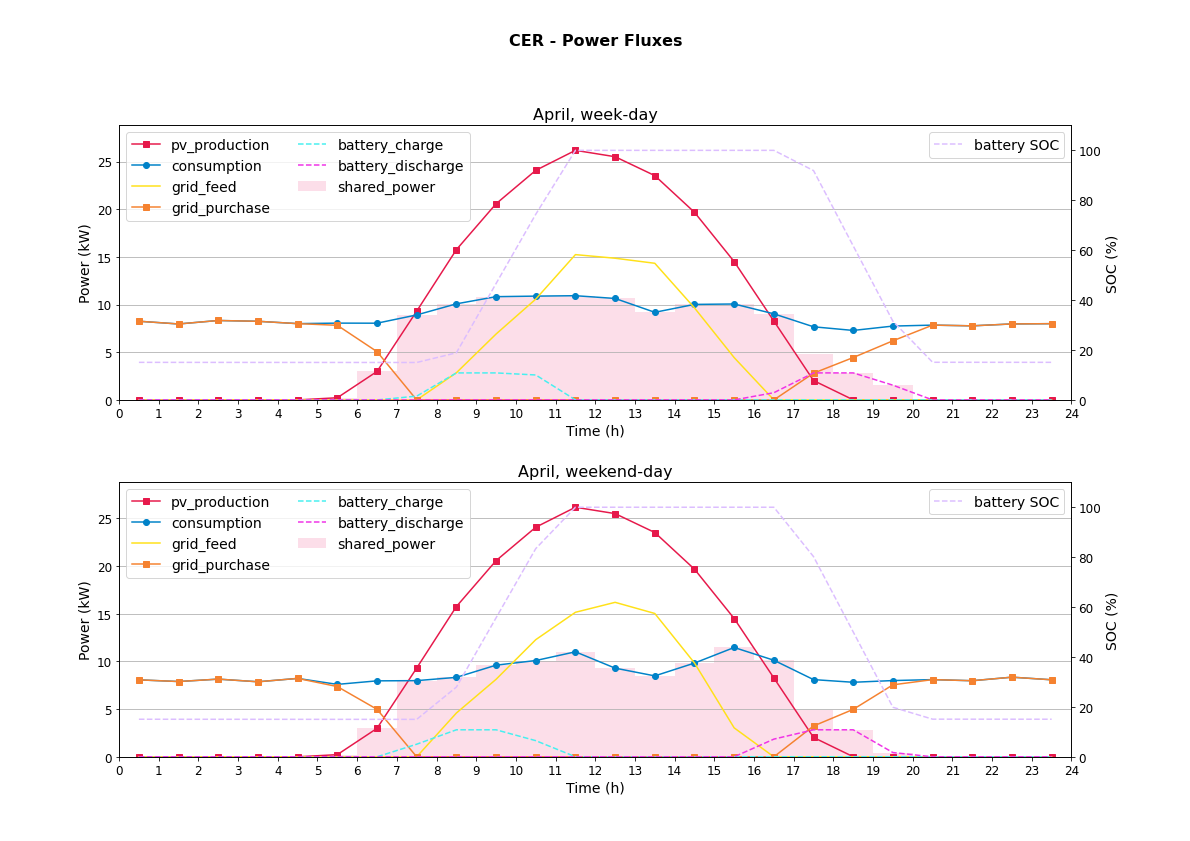 CER - Power Fluxes
April, week-day
pv_production
consumption
grid_feed
grid_purchase
battery_charge
battery_discharge
shared_power
battery SOC
Power (kW)
0
5
10
15
20
25
SOC (%)
0
20
40
60
80
100
0 1 2 3 4 5 6 7 8 9 10 11 12 13 14 15 16 17 18 19 20 21 22 23 24
Time (h)
April, weekend-day
pv_production
consumption
grid_feed
grid_purchase
battery_charge
battery_discharge
shared_power
battery SOC
Power (kW)
0
5
10
15
20
25
SOC (%)
0
20
40
60
80
100
0 1 2 3 4 5 6 7 8 9 10 11 12 13 14 15 16 17 18 19 20 21 22 23 24
Time (h)